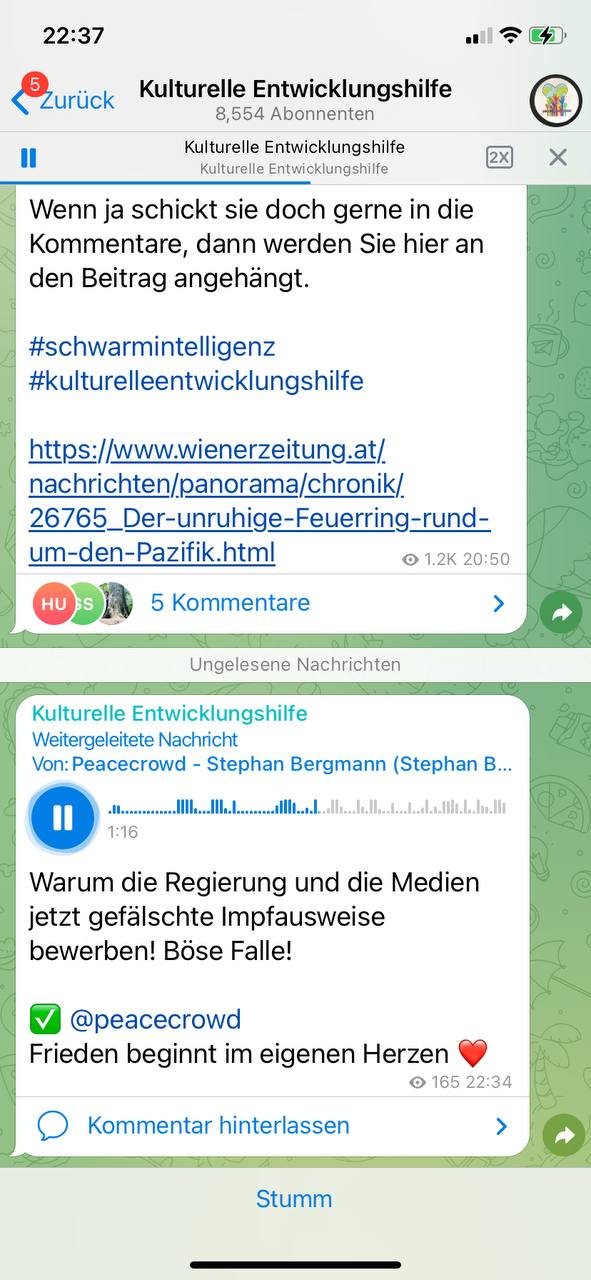 22:37
5
Zurück
Kulturelle Entwicklungshilfe
8,554 Abonnenten
Kulturelle Entwicklungshilfe
Kulturelle Entwicklungshilfe
2X
Wenn ja schickt sie doch gerne in die
Kommentare, dann werden Sie hier an
den Beitrag angehängt.
#schwarmintelligenz
#kulturelleentwicklungshilfe
https://www.wienerzeitung.at/
nachrichten/panorama/chronik/
26765_Der-unruhige-Feuerring-rund-
um-den-Pazifik.html
1.2K 20:50
HU
SS
5 Kommentare
Ungelesene Nachrichten
Kulturelle Entwicklungshilfe
Weitergeleitete Nachricht
Von: Peacecrowd - Stephan Bergmann (Stephan B...
1:16
Warum die Regierung und die Medien
jetzt gefälschte Impfausweise
bewerben! Böse Falle!
✅ @peacecrowd
Frieden beginnt im eigenen Herzen ❤️
165 22:34
Kommentar hinterlassen
Stumm